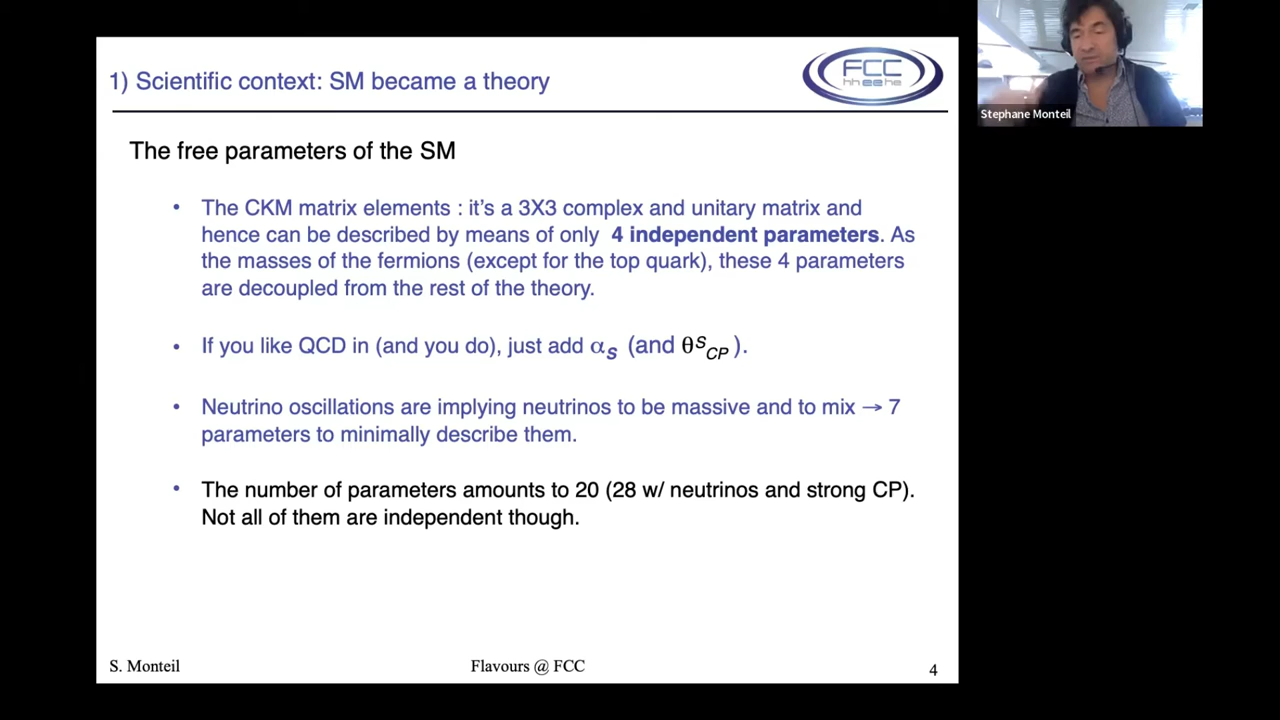 1) Scientific context: SM became a theory
FCC
hh ee he
Stephane Monteil
The free parameters of the SM
• The CKM matrix elements : it's a 3X3 complex and unitary matrix and
hence can be described by means of only 4 independent parameters. As
the masses of the fermions (except for the top quark), these 4 parameters
are decoupled from the rest of the theory.
• If you like QCD in (and you do), just add αS (and θSCP ).
• Neutrino oscillations are implying neutrinos to be massive and to mix → 7
parameters to minimally describe them.
• The number of parameters amounts to 20 (28 w/ neutrinos and strong CP).
Not all of them are independent though.
S. Monteil
Flavours @ FCC
4